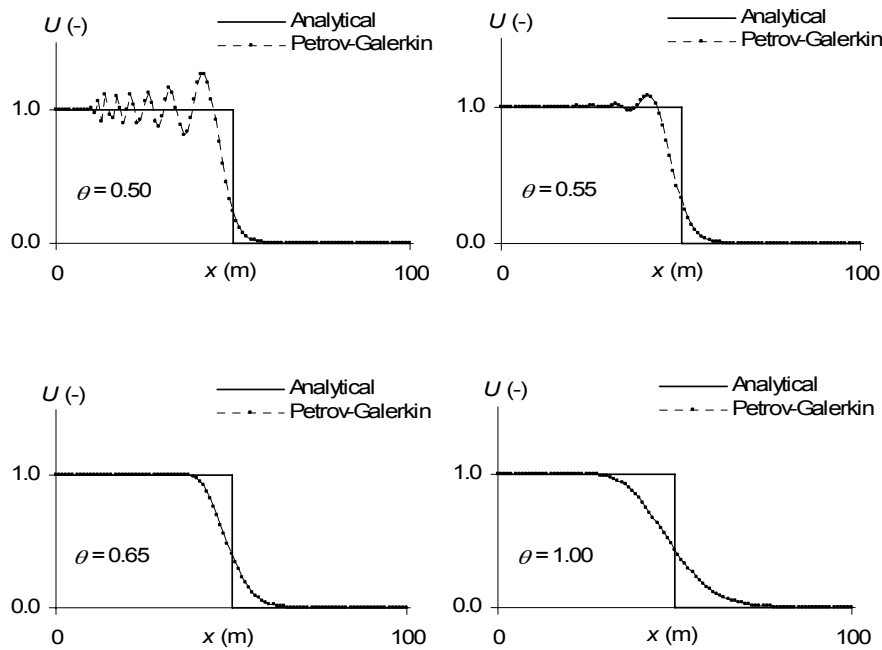 U (-)
Analytical
Petrov-Galerkin
1.0
θ = 0.50
0.0
0
x (m)
100
U (-)
Analytical
Petrov-Galerkin
1.0
θ = 0.55
0.0
0
x (m)
100
U (-)
Analytical
Petrov-Galerkin
1.0
θ = 0.65
0.0
0
x (m)
100
U (-)
Analytical
Petrov-Galerkin
1.0
θ = 1.00
0.0
0
x (m)
100